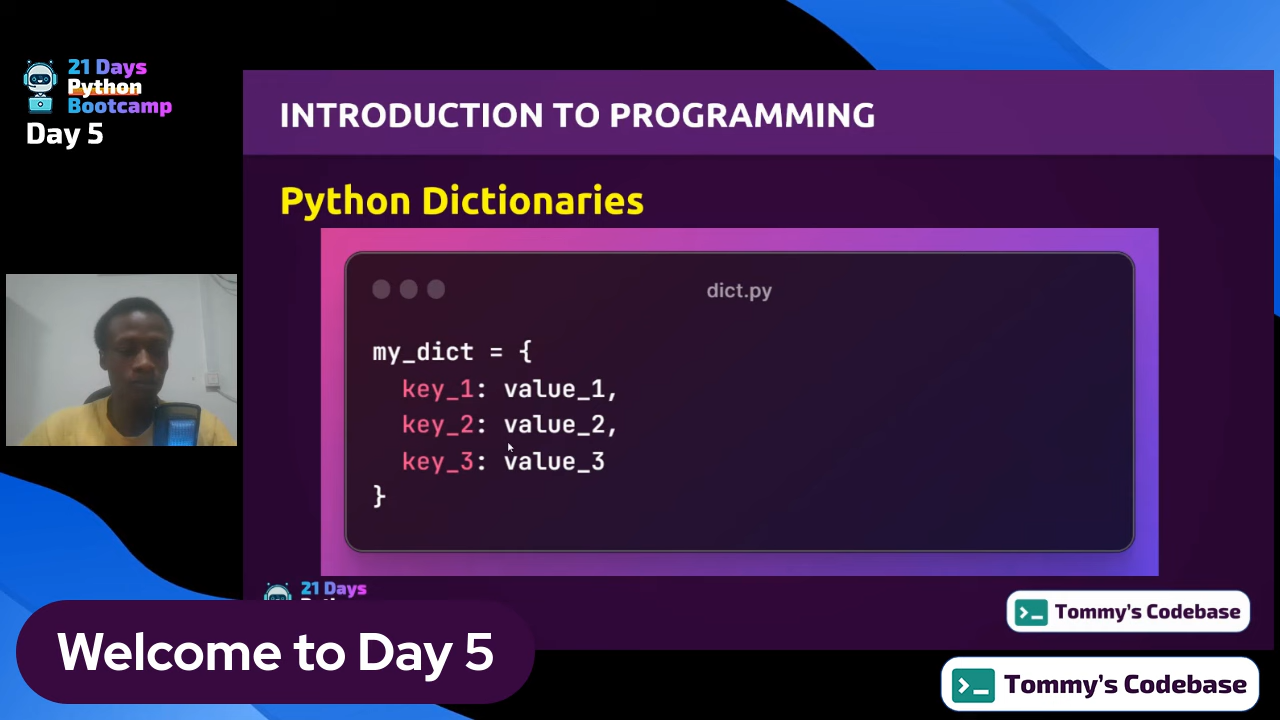 21 Days
Python
Bootcamp
Day 5
INTRODUCTION TO PROGRAMMING
Python Dictionaries
dict.py
my_dict = {
key_1: value_1,
key_2: value_2,
key_3: value_3
}
21 Days
Tommy's Codebase
Welcome to Day 5
Tommy's Codebase